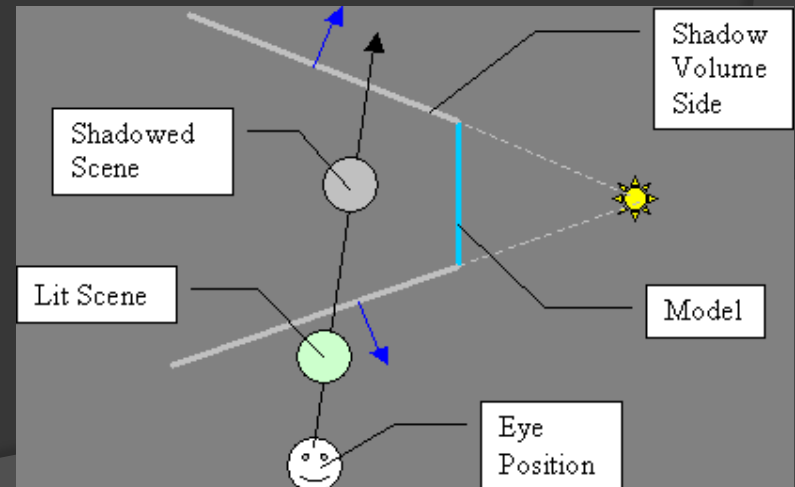 Shadow
Volume
Side
Shadowed
Scene
Lit Scene
Model
Eye
Position